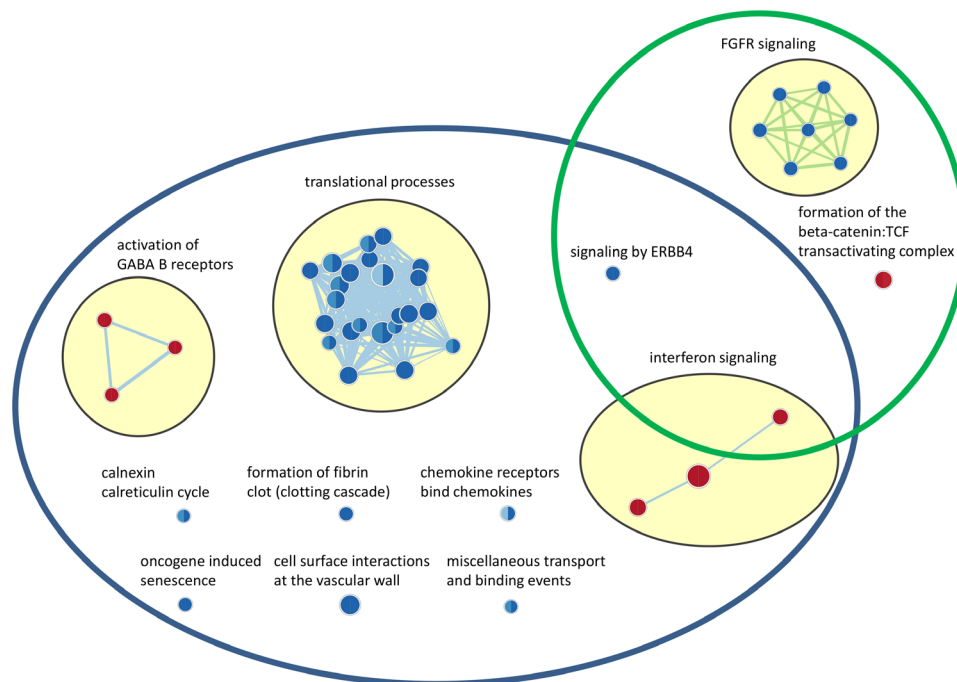 FGFR signaling
translational processes
activation of
GABA B receptors
signaling by ERBB4
formation of the
beta-catenin:TCF
transactivating complex
interferon signaling
calnexin
calreticulin cycle
formation of fibrin
clot (clotting cascade)
chemokine receptors
bind chemokines
oncogene induced
senescence
cell surface interactions
at the vascular wall
miscellaneous transport
and binding events